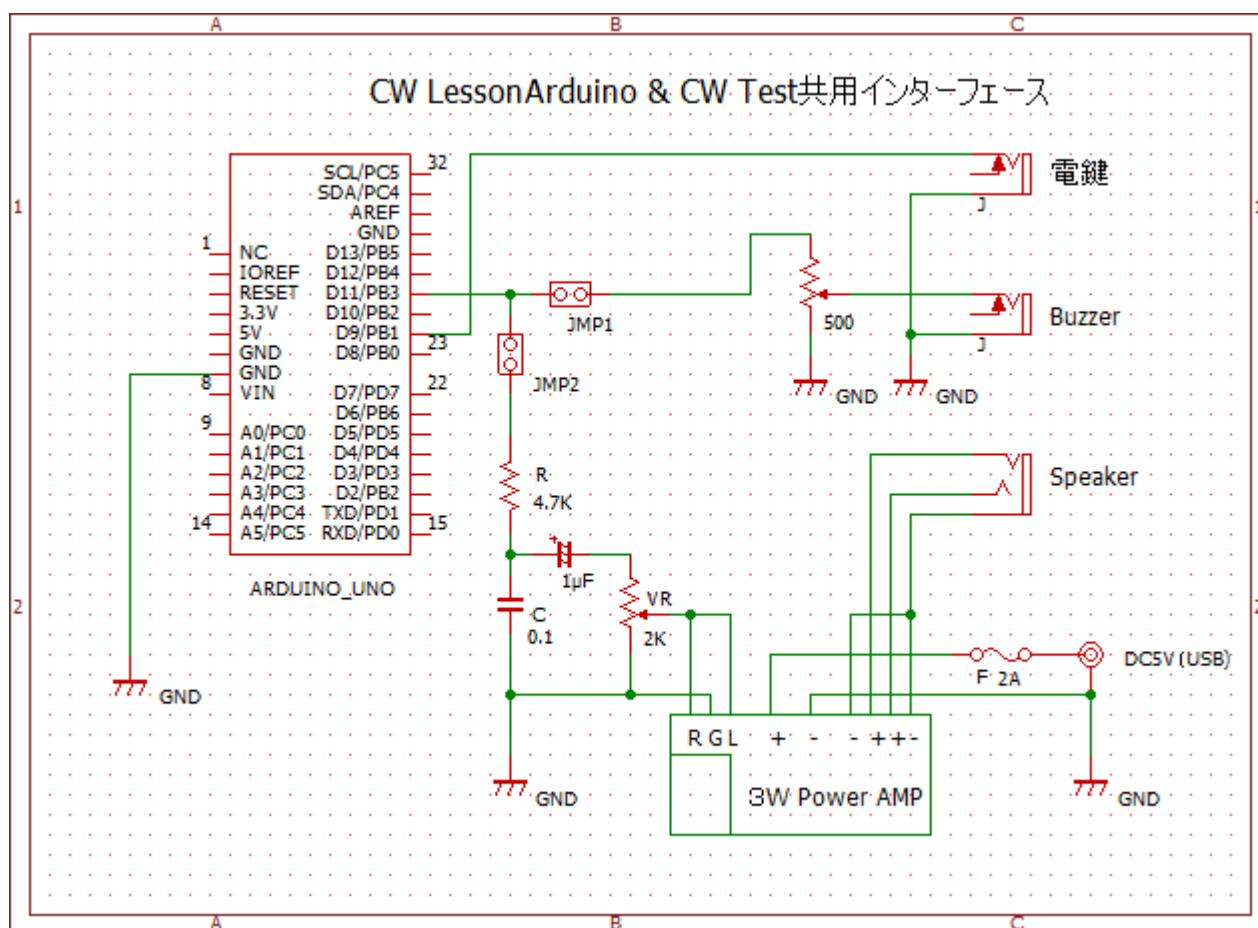 A B C
CW LessonArduino & CW Test共用インターフェース
1 1
32
SCL/PC5
SDA/PC4
AREF
GND
1
NC D13/PB5
IOREF D12/PB4
RESET D11/PB3
3.3V D10/PB2
5V D9/PB1
GND D8/PB0
23
GND
8
VIN D7/PD7
22
D6/PB6
9
A0/PC0 D5/PD5
A1/PC1 D4/PD4
A2/PC2 D3/PD3
A3/PC3 D2/PB2
A4/PC4 TXD/PD1
14
A5/PC5 RXD/PD0
15
ARDUINO_UNO
GND
JMP1
JMP2
500
GND
GND
J
電鍵
J
Buzzer
Speaker
R
4.7K
1μF
C
0.1
VR
2K
F 2A
DC5V(USB)
2 2
R G L + - - + + -
3W Power AMP
GND
GND
A B C